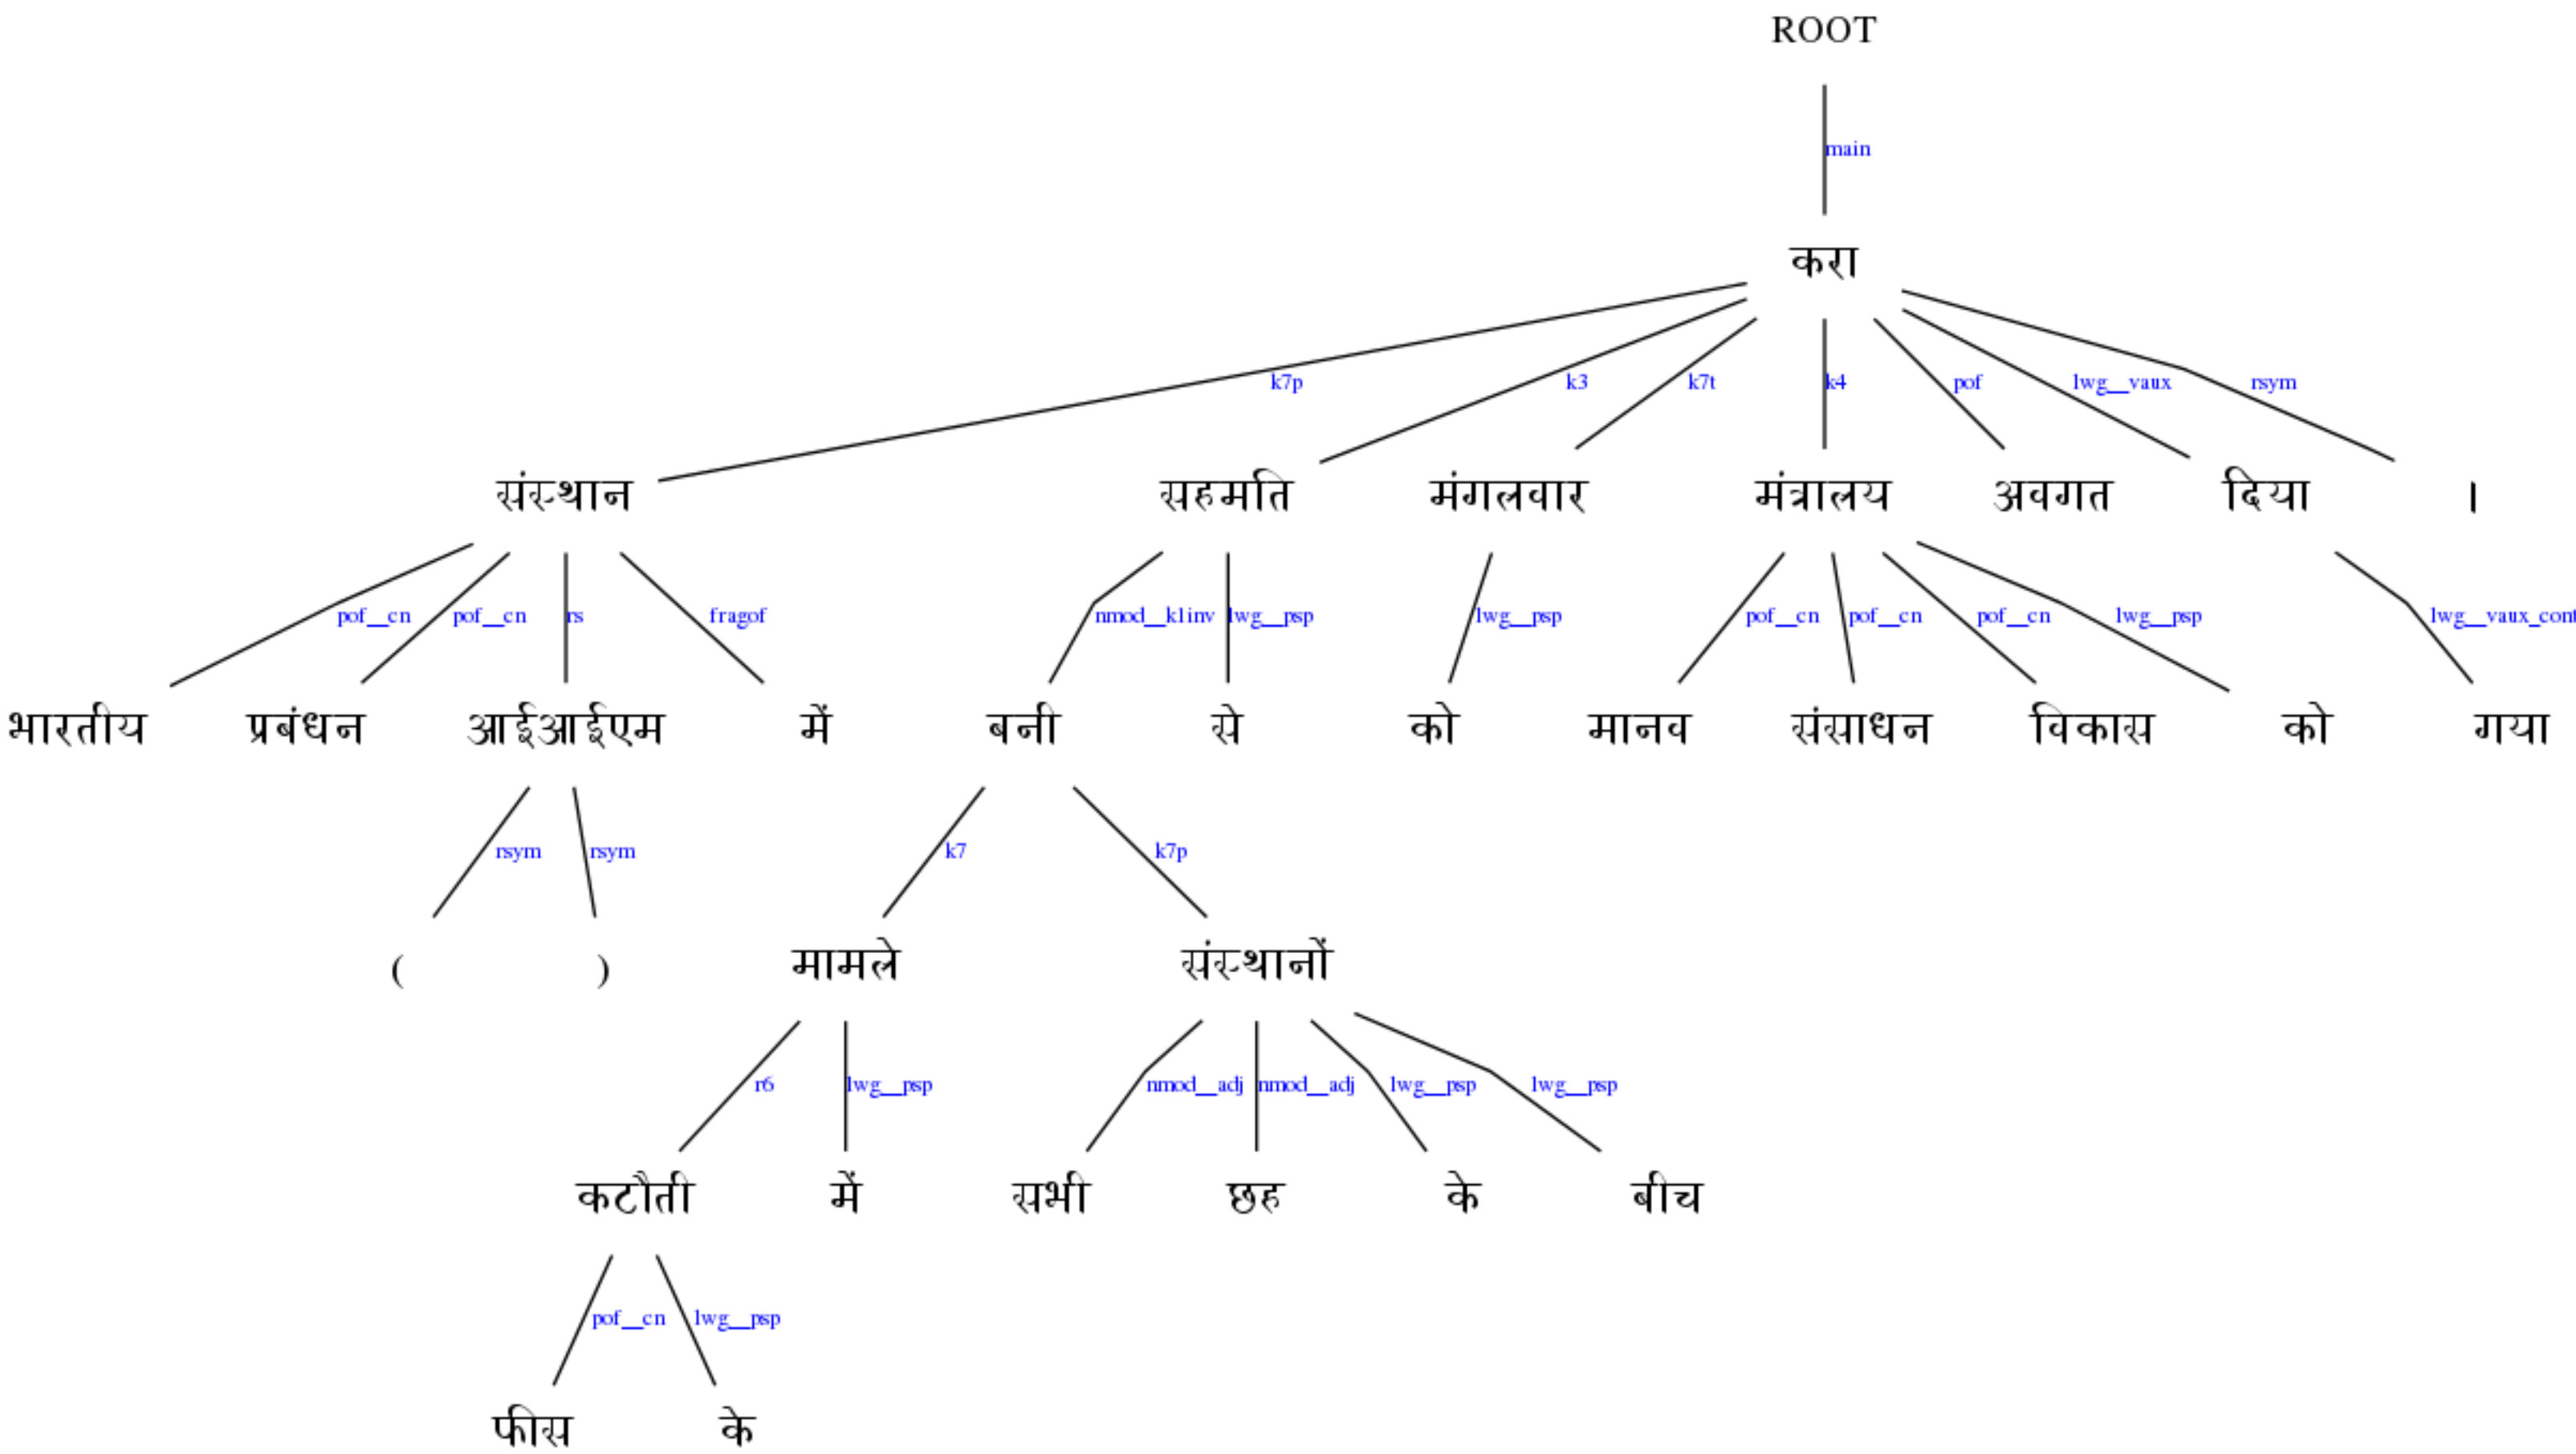 ROOT
main
करा
k7p k3 k7t k4 pof lwg__vaux rsym
संस्थान सहमति मंगलवार मंत्रालय अवगत दिया ।
pof__cn pof__cn rs fragof nmod__k1inv lwg__psp lwg__psp pof__cn pof__cn pof__cn lwg__psp lwg__vaux_cont
भारतीय प्रबंधन आईआईएम में बनी से को मानव संसाधन विकास को गया
rsym rsym k7 k7p
( ) मामले संस्थानों
r6 lwg__psp nmod__adj nmod__adj lwg__psp lwg__psp
कटौती में सभी छह के बीच
pof__cn lwg__psp
फीस के